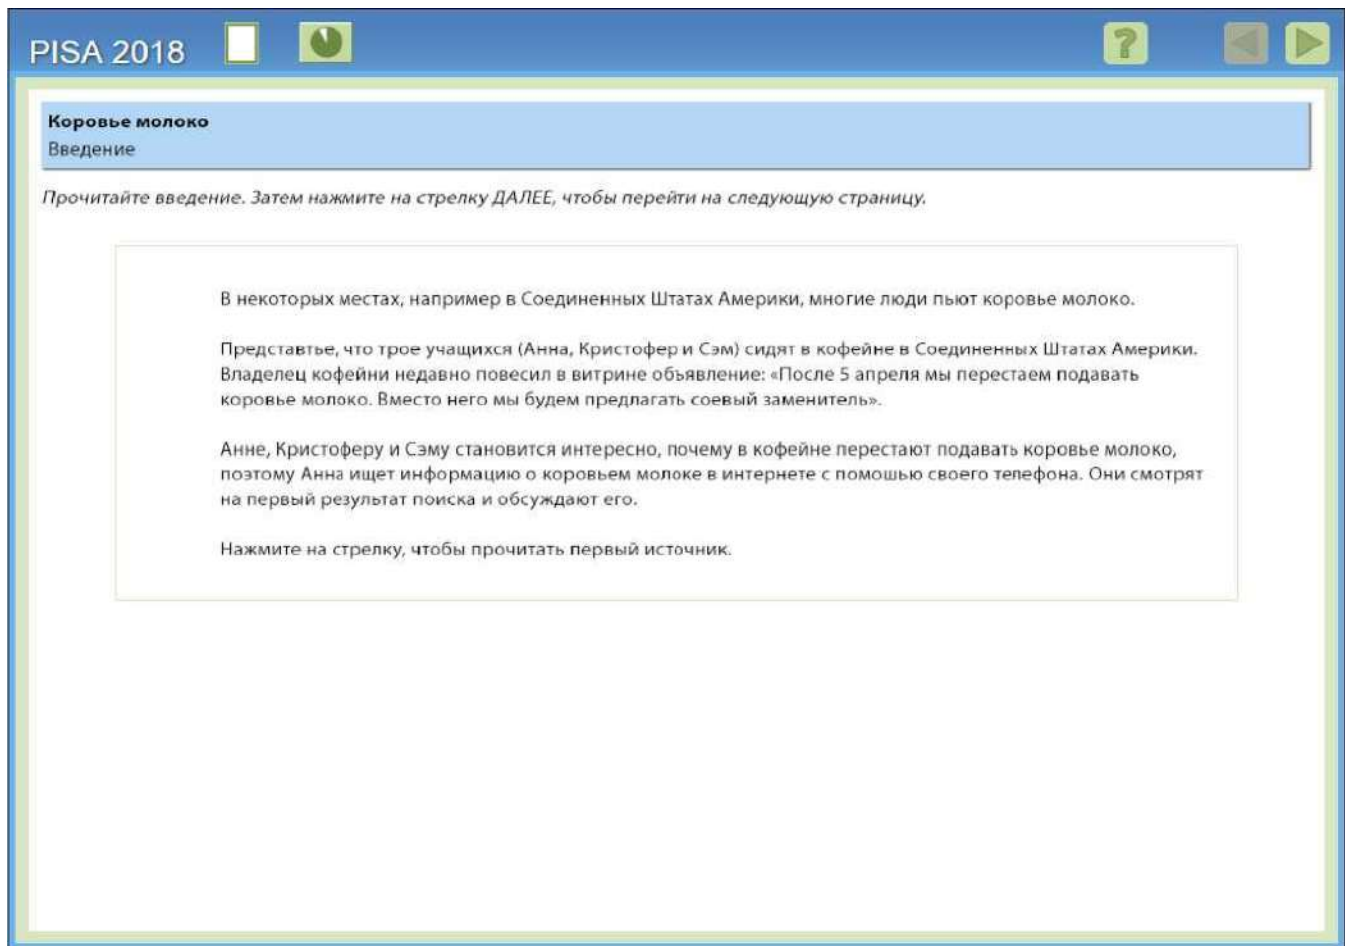 PISA 2018
?
Коровье молоко
Введение
Прочитайте введение. Затем нажмите на стрелку ДАЛЕЕ, чтобы перейти на следующую страницу.
В некоторых местах, например в Соединенных Штатах Америки, многие люди пьют коровье молоко.
Представтье, что трое учащихся (Анна, Кристофер и Сэм) сидят в кофейне в Соединенных Штатах Америки.
Владелец кофейни недавно повесил в витрине объявление: «После 5 апреля мы перестаем подавать
коровье молоко. Вместо него мы будем предлагать соевый заменитель».
Анне, Кристоферу и Сэму становится интересно, почему в кофейне перестают подавать коровье молоко,
поэтому Анна ищет информацию о коровьем молоке в интернете с помошью своего телефона. Они смотрят
на первый результат поиска и обсуждают его.
Нажмите на стрелку, чтобы прочитать первый источник.